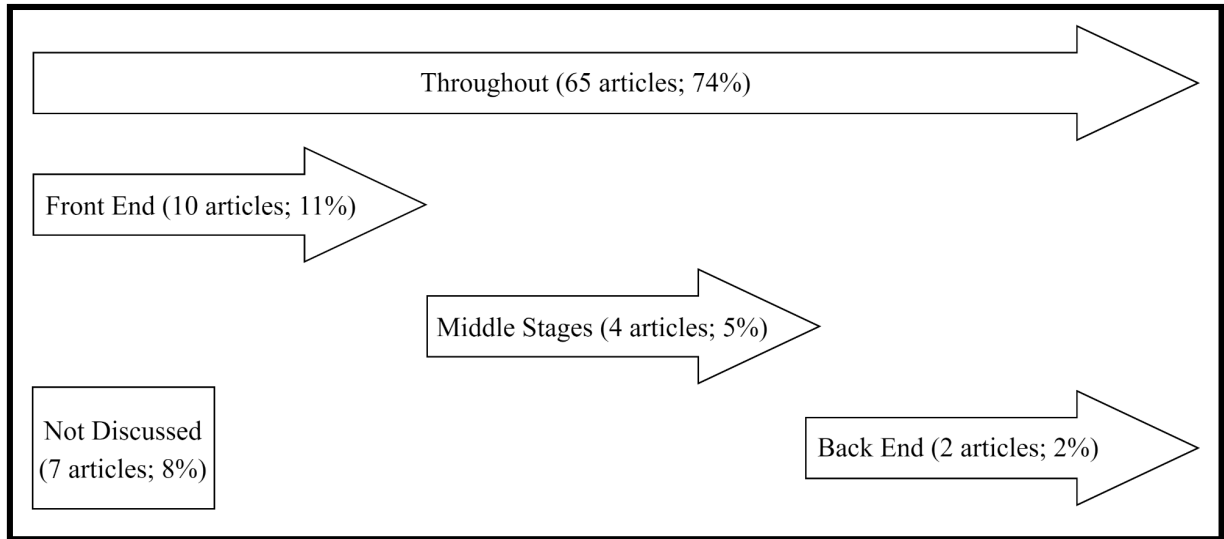 Throughout (65 articles; 74%)
Front End (10 articles; 11%)
Middle Stages (4 articles; 5%)
Not Discussed
(7 articles; 8%)
Back End (2 articles; 2%)